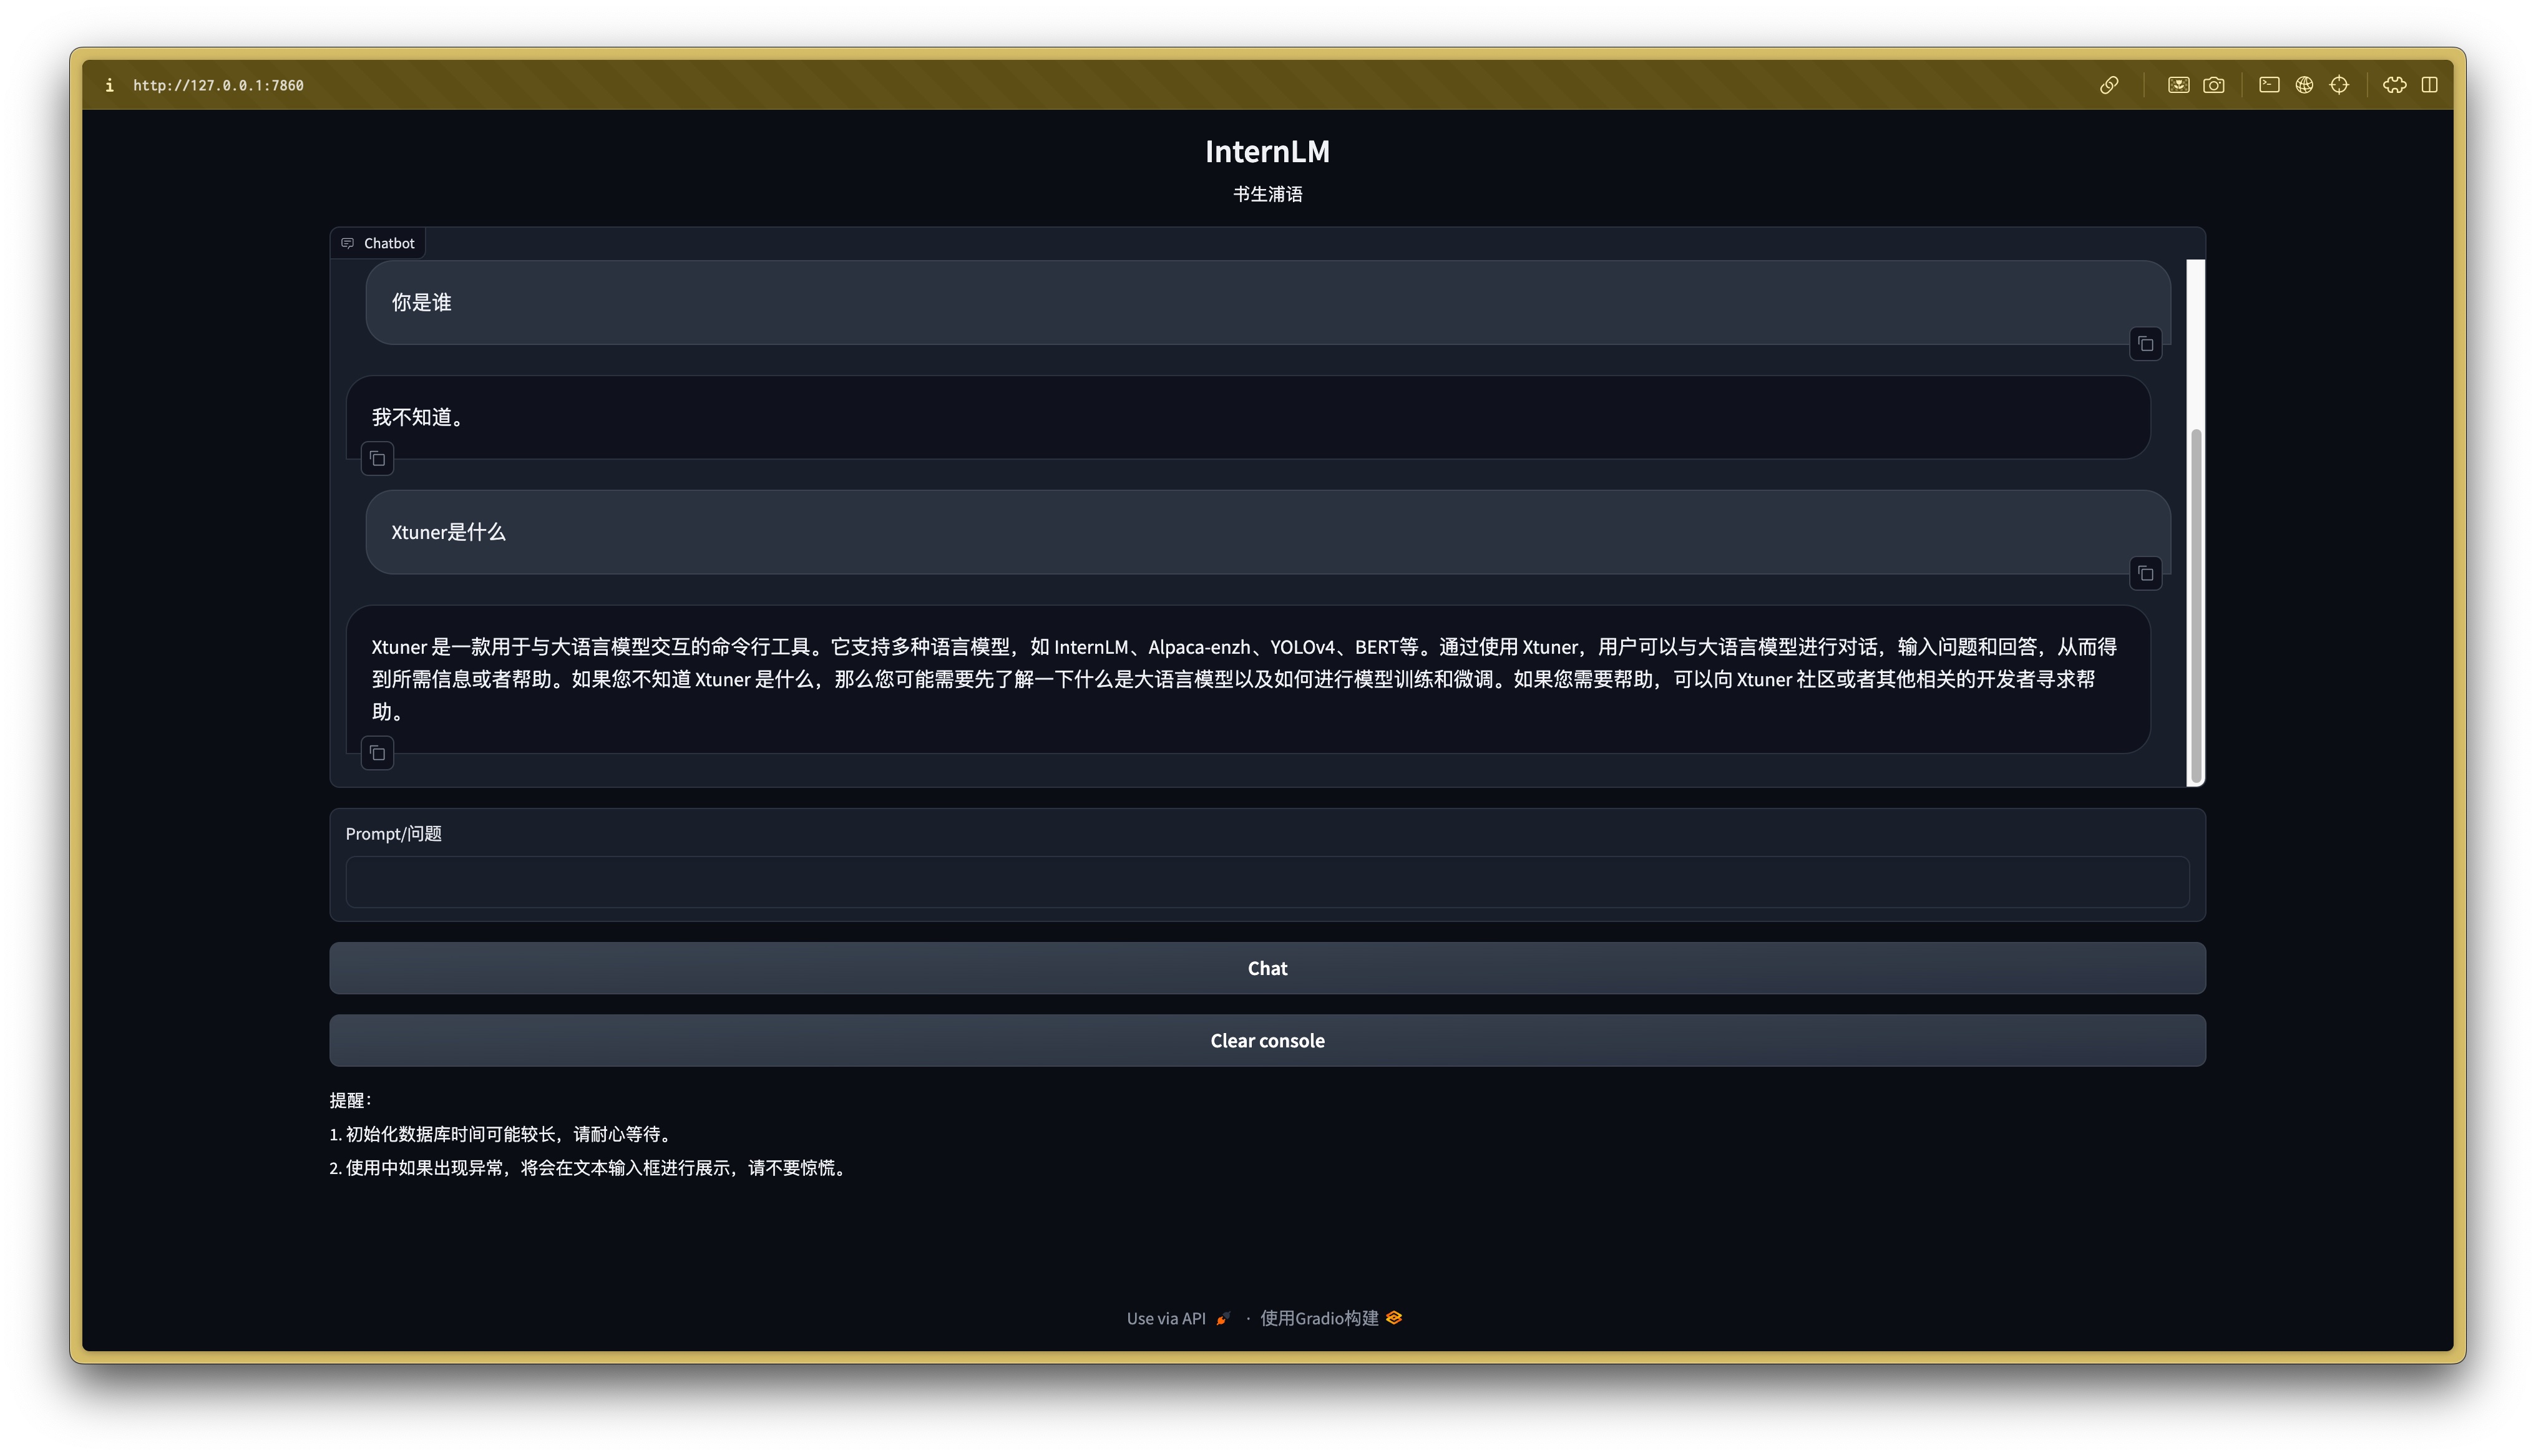 http://127.0.0.1:7860
InternLM
书生浦语
Chatbot
你是谁
我不知道。
Xtuner是什么
Xtuner 是一款用于与大语言模型交互的命令行工具。它支持多种语言模型，如 InternLM、Alpaca-enzh、YOLOv4、BERT等。通过使用 Xtuner，用户可以与大语言模型进行对话，输入问题和回答，从而得
到所需信息或者帮助。如果您不知道 Xtuner 是什么，那么您可能需要先了解一下什么是大语言模型以及如何进行模型训练和微调。如果您需要帮助，可以向 Xtuner 社区或者其他相关的开发者寻求帮
助。
Prompt/问题
Chat
Clear console
提醒：
1. 初始化数据库时间可能较长，请耐心等待。
2. 使用中如果出现异常，将会在文本输入框进行展示，请不要惊慌。
Use via API · 使用Gradio构建